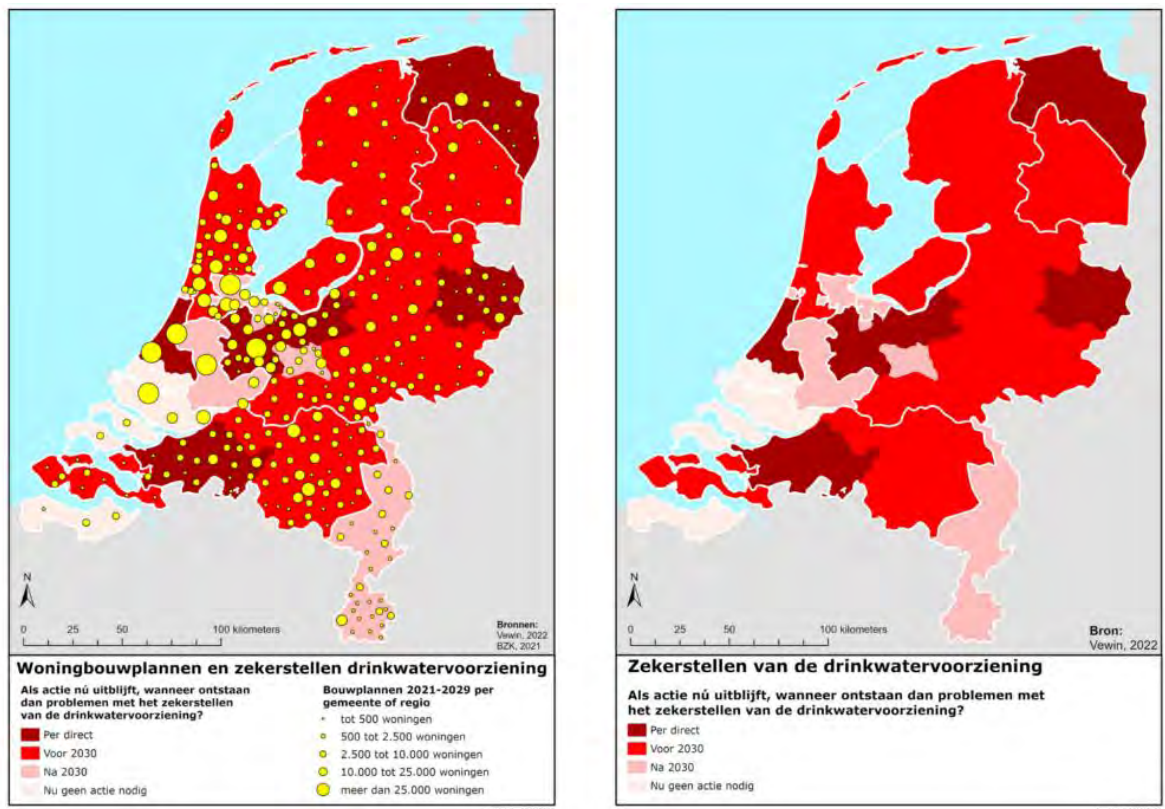 N
0 25 50 100 kilometers
Bronnen:
Vewin, 2022
BZK, 2021
Woningbouwplannen en zekerstellen drinkwatervoorziening
Als actie nú uitblijft, wanneer ontstaan
dan problemen met het zekerstellen
van de drinkwatervoorziening?
Per direct
Voor 2030
Na 2030
Nu geen actie nodig
Bouwplannen 2021-2029 per
gemeente of regio
tot 500 woningen
500 tot 2.500 woningen
2.500 tot 10.000 woningen
10.000 tot 25.000 woningen
meer dan 25.000 woningen
N
0 25 50 100 kilometers
Bron:
Vewin, 2022
Zekerstellen van de drinkwatervoorziening
Als actie nú uitblijft, wanneer ontstaan dan problemen met
het zekerstellen van de drinkwatervoorziening?
Per direct
Voor 2030
Na 2030
Nu geen actie nodig